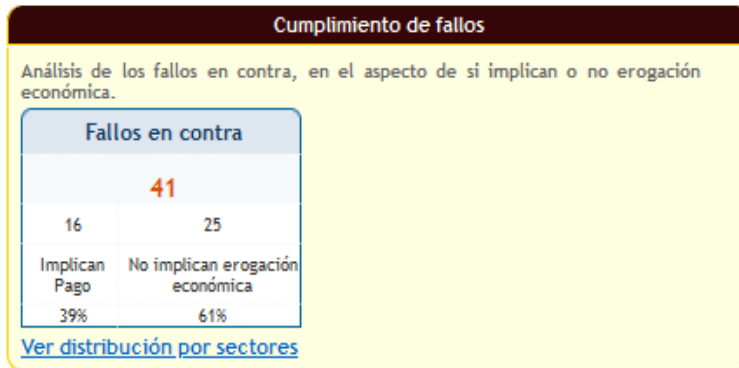 Cumplimiento de fallos
Análisis de los fallos en contra, en el aspecto de si implican o no erogación
económica.
Fallos en contra
41
16 25
Implican No implican erogación
Pago económica
39% 61%
Ver distribución por sectores